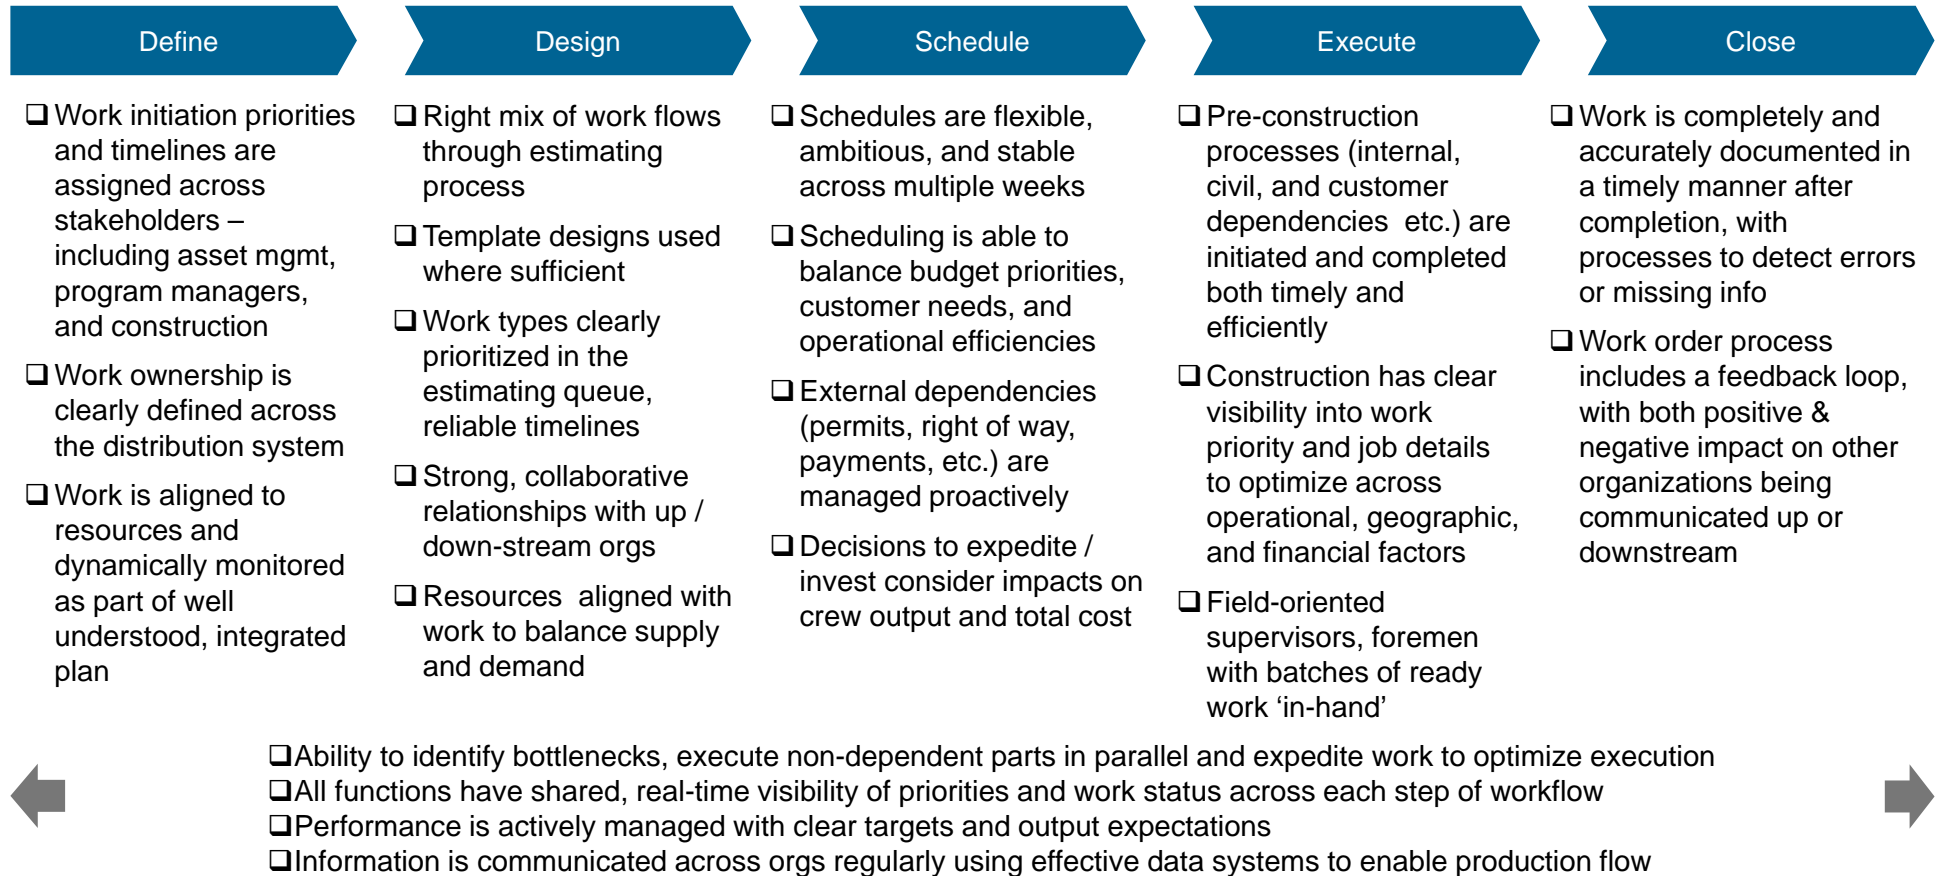 Define
Design
Schedule
Execute
Close
❑ Work initiation priorities
and timelines are
assigned across
stakeholders –
including asset mgmt,
program managers,
and construction
❑ Work ownership is
clearly defined across
the distribution system
❑ Work is aligned to
resources and
dynamically monitored
as part of well
understood, integrated
plan
❑ Right mix of work flows
through estimating
process
❑ Template designs used
where sufficient
❑ Work types clearly
prioritized in the
estimating queue,
reliable timelines
❑ Strong, collaborative
relationships with up /
down-stream orgs
❑ Resources  aligned with
work to balance supply
and demand
❑ Schedules are flexible,
ambitious, and stable
across multiple weeks
❑ Scheduling is able to
balance budget priorities,
customer needs, and
operational efficiencies
❑ External dependencies
(permits, right of way,
payments, etc.) are
managed proactively
❑ Decisions to expedite /
invest consider impacts on
crew output and total cost
❑ Pre-construction
processes (internal,
civil, and customer
dependencies  etc.) are
initiated and completed
both timely and
efficiently
❑ Construction has clear
visibility into work
priority and job details
to optimize across
operational, geographic,
and financial factors
❑ Field-oriented
supervisors, foremen
with batches of ready
work ‘in-hand’
❑ Work is completely and
accurately documented in
a timely manner after
completion, with
processes to detect errors
or missing info
❑ Work order process
includes a feedback loop,
with both positive &
negative impact on other
organizations being
communicated up or
downstream
❑Ability to identify bottlenecks, execute non-dependent parts in parallel and expedite work to optimize execution
❑All functions have shared, real-time visibility of priorities and work status across each step of workflow
❑Performance is actively managed with clear targets and output expectations
❑Information is communicated across orgs regularly using effective data systems to enable production flow